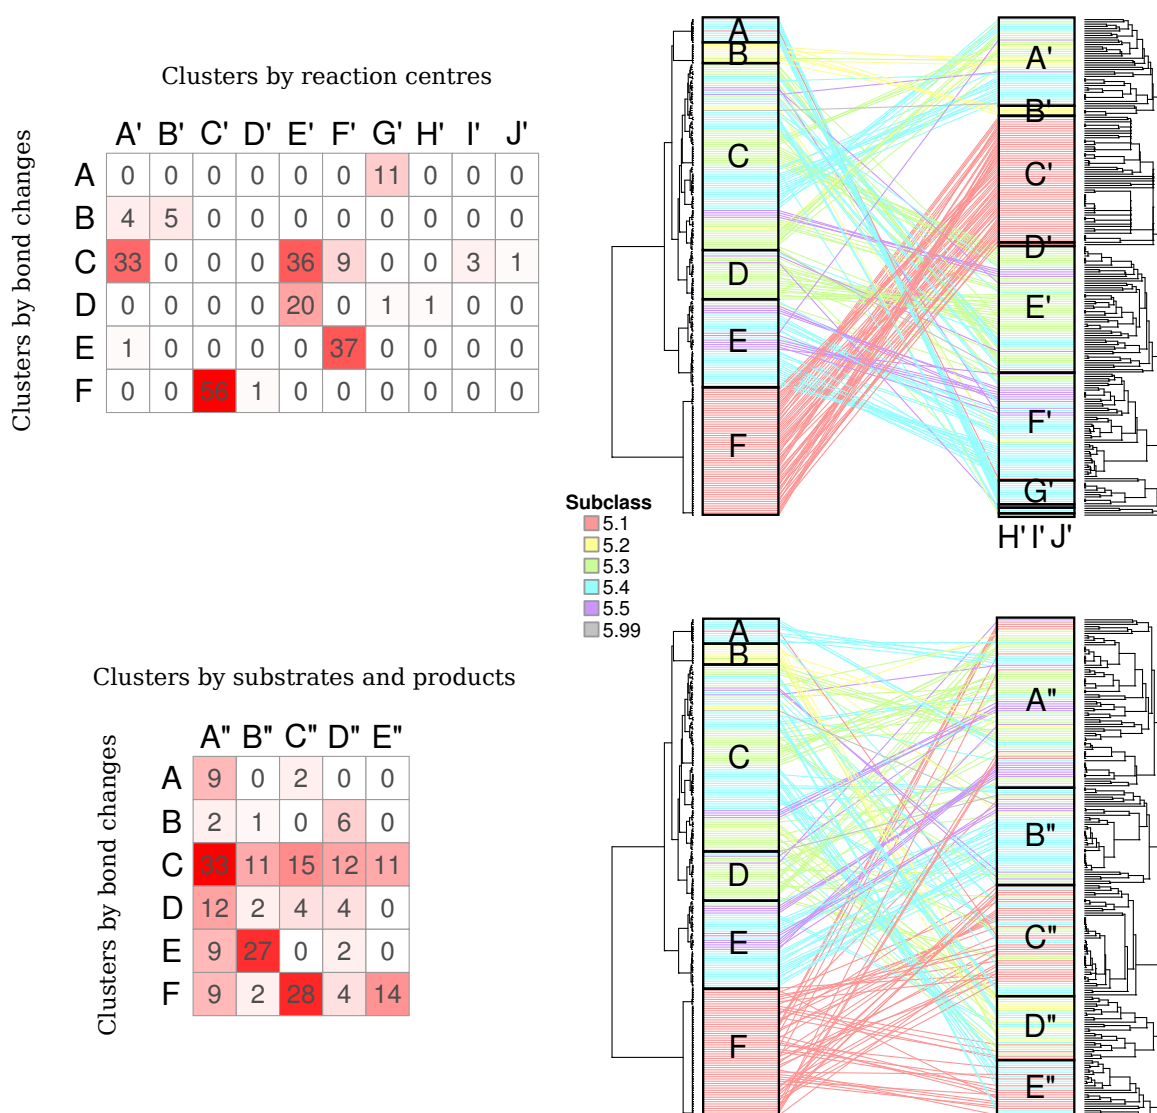 Clusters by reaction centres
Clusters by bond changes
A' B' C' D' E' F' G' H' I' J'
A 0 0 0 0 0 0 11 0 0 0
B 4 5 0 0 0 0 0 0 0 0
C 33 0 0 0 36 9 0 0 3 1
D 0 0 0 0 20 0 1 1 0 0
E 1 0 0 0 0 37 0 0 0 0
F 0 0 56 1 0 0 0 0 0 0
A
B
C
D
E
F
A'
B'
C'
D'
E'
F'
G'
H' I' J'
Subclass
5.1
5.2
5.3
5.4
5.5
5.99
Clusters by substrates and products
Clusters by bond changes
A" B" C" D" E"
A 9 0 2 0 0
B 2 1 0 6 0
C 33 11 15 12 11
D 12 2 4 4 0
E 9 27 0 2 0
F 9 2 28 4 14
A
B
C
D
E
F
A"
B"
C"
D"
E"